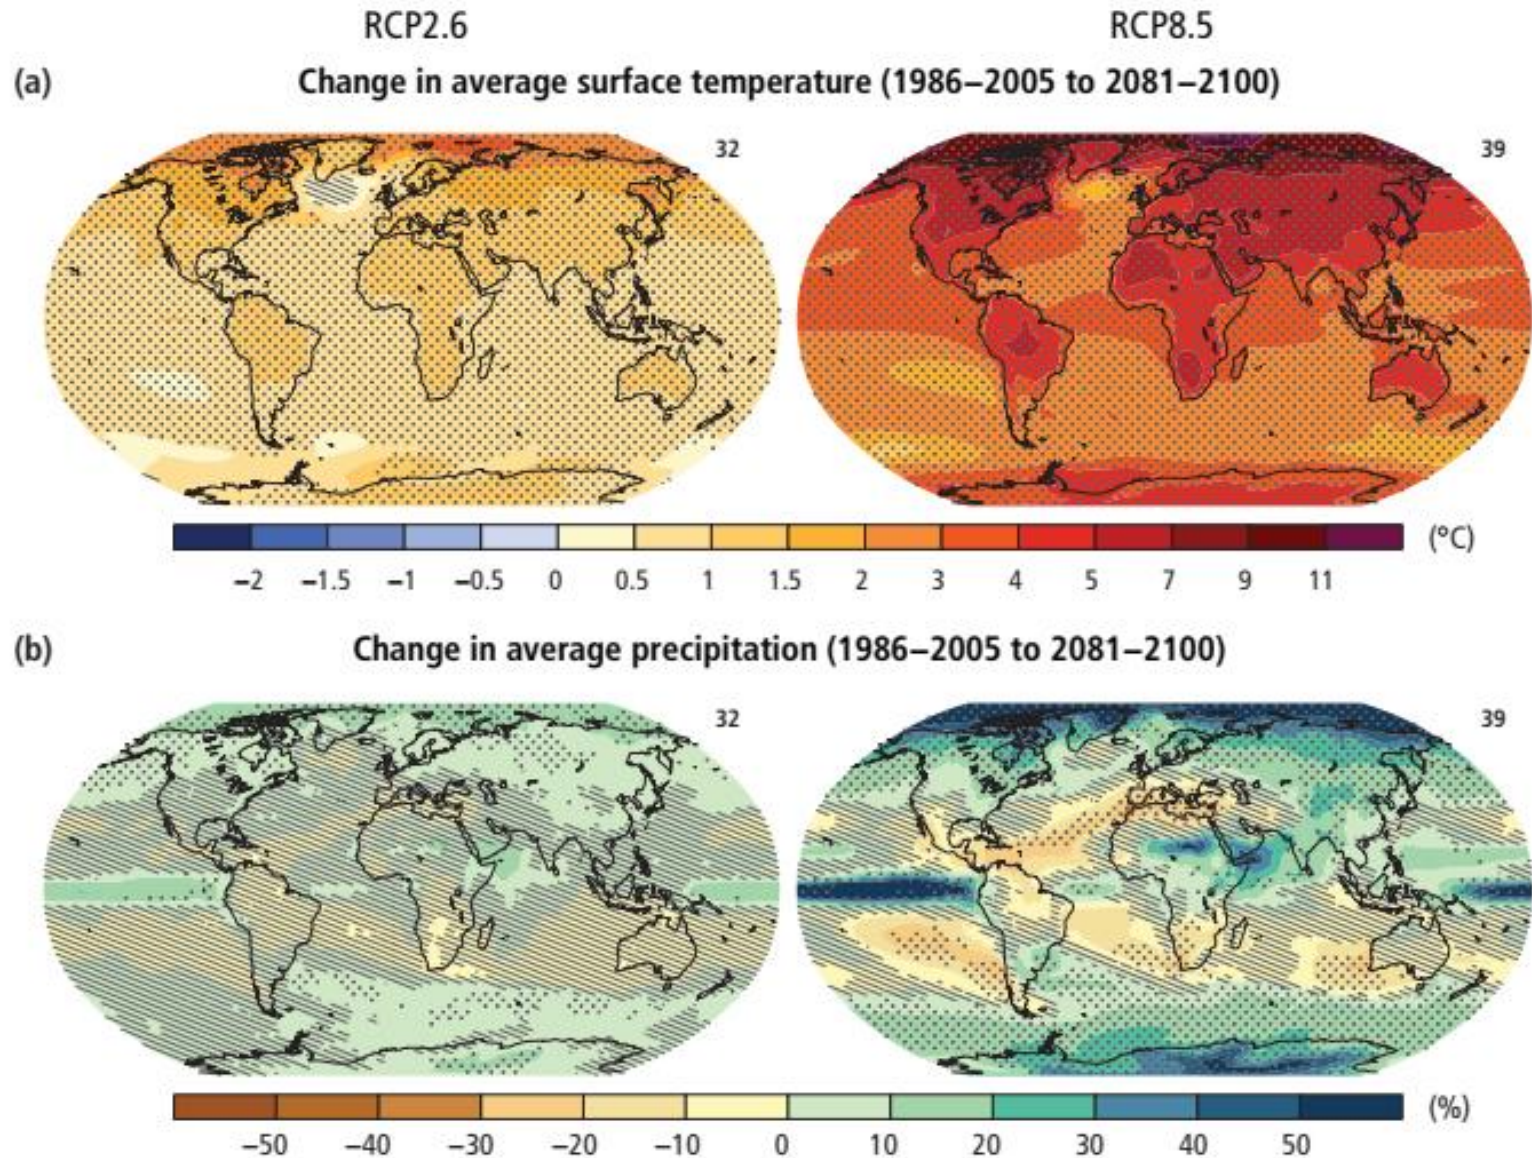 RCP2.6 RCP8.5
(a) Change in average surface temperature (1986–2005 to 2081–2100)
32 39
(°C)
−2 −1.5 −1 −0.5 0 0.5 1 1.5 2 3 4 5 7 9 11
(b) Change in average precipitation (1986–2005 to 2081–2100)
32 39
(%)
−50 −40 −30 −20 −10 0 10 20 30 40 50